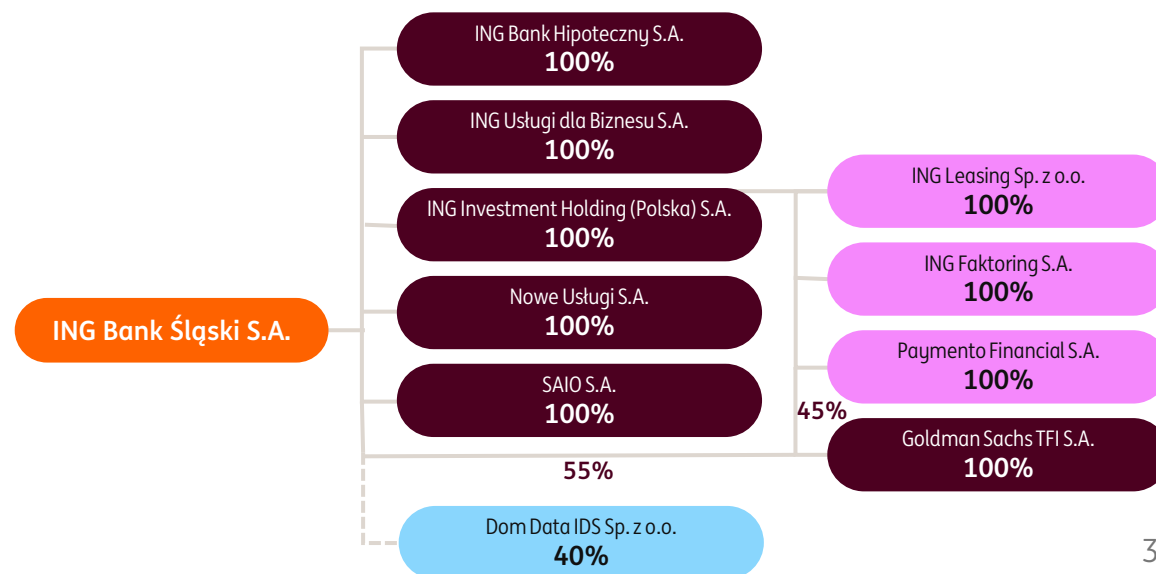 ING Bank Śląski S.A.
ING Bank Hipoteczny S.A.
100%
ING Usługi dla Biznesu S.A.
100%
ING Investment Holding (Polska) S.A.
100%
Nowe Usługi S.A.
100%
SAIO S.A.
100%
55%
Dom Data IDS Sp. z o.o.
40%
ING Leasing Sp. z o.o.
100%
ING Faktoring S.A.
100%
Paymento Financial S.A.
100%
45%
Goldman Sachs TFI S.A.
100%
3